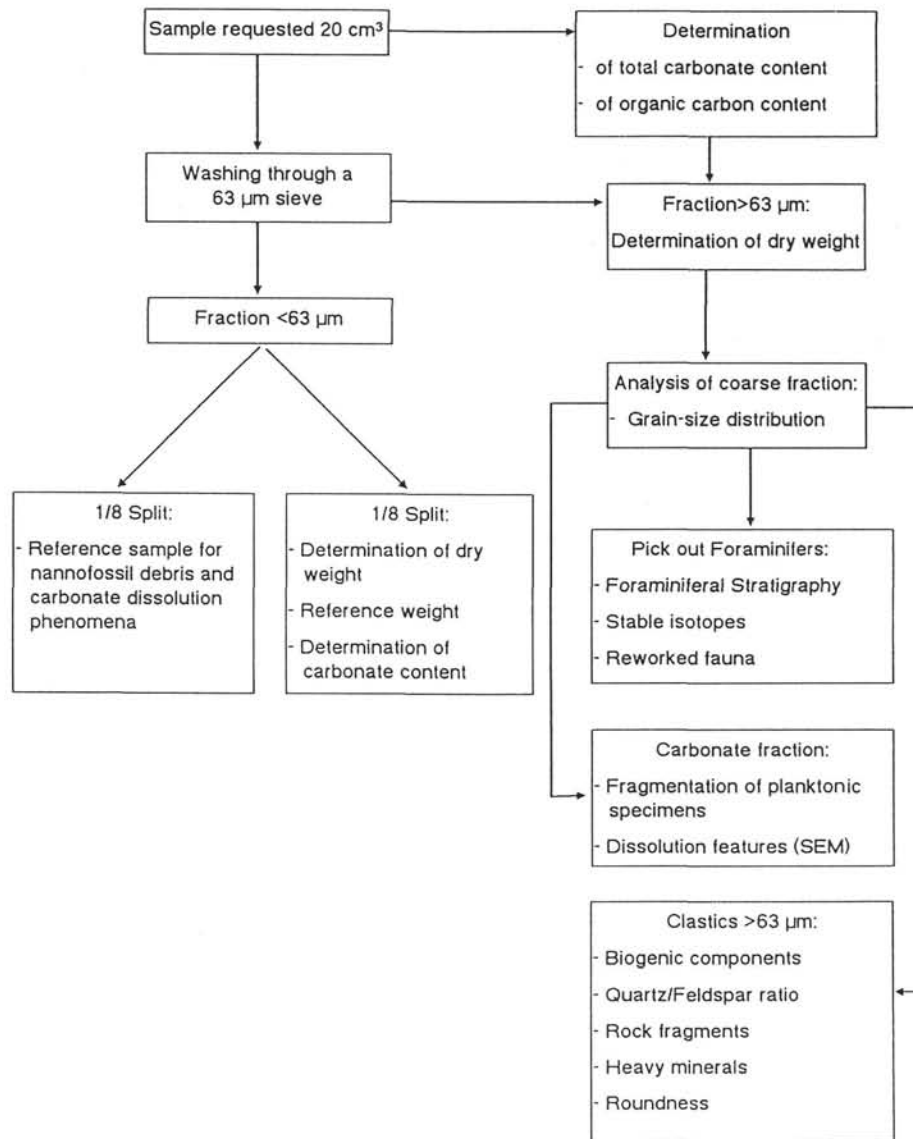 Sample requested 20 cm³
Determination
- of total carbonate content
- of organic carbon content
Washing through a
63 µm sieve
Fraction>63 µm:
Determination of dry weight
Fraction <63 µm
Analysis of coarse fraction:
- Grain-size distribution
1/8 Split:
- Reference sample for
nannofossil debris and
carbonate dissolution
phenomena
1/8 Split:
- Determination of dry
weight
- Reference weight
- Determination of
carbonate content
Pick out Foraminifers:
- Foraminiferal Stratigraphy
- Stable isotopes
- Reworked fauna
Carbonate fraction:
- Fragmentation of planktonic
specimens
- Dissolution features (SEM)
Clastics >63 µm:
- Biogenic components
- Quartz/Feldspar ratio
- Rock fragments
- Heavy minerals
- Roundness